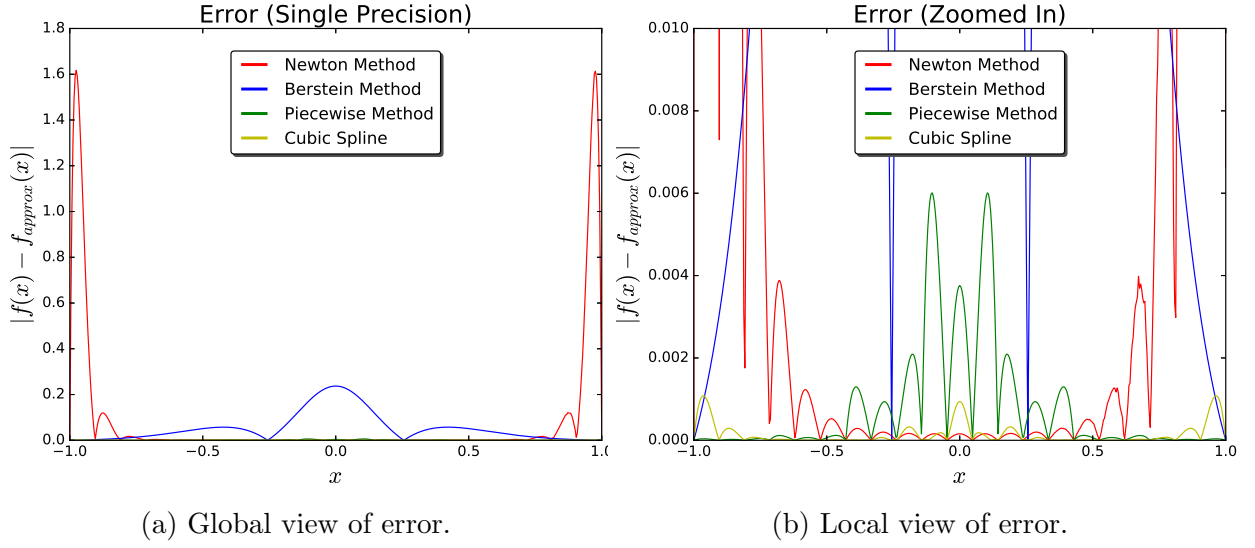 Error (Single Precision)
1.8
1.6
1.4
1.2
1.0
0.8
0.6
0.4
0.2
0.0
|f(x) − f_approx(x)|
Newton Method
Berstein Method
Piecewise Method
Cubic Spline
−1.0 −0.5 0.0 0.5 1.0
x
(a) Global view of error.
Error (Zoomed In)
0.010
0.008
0.006
0.004
0.002
0.000
|f(x) − f_approx(x)|
Newton Method
Berstein Method
Piecewise Method
Cubic Spline
−1.0 −0.5 0.0 0.5 1.0
x
(b) Local view of error.